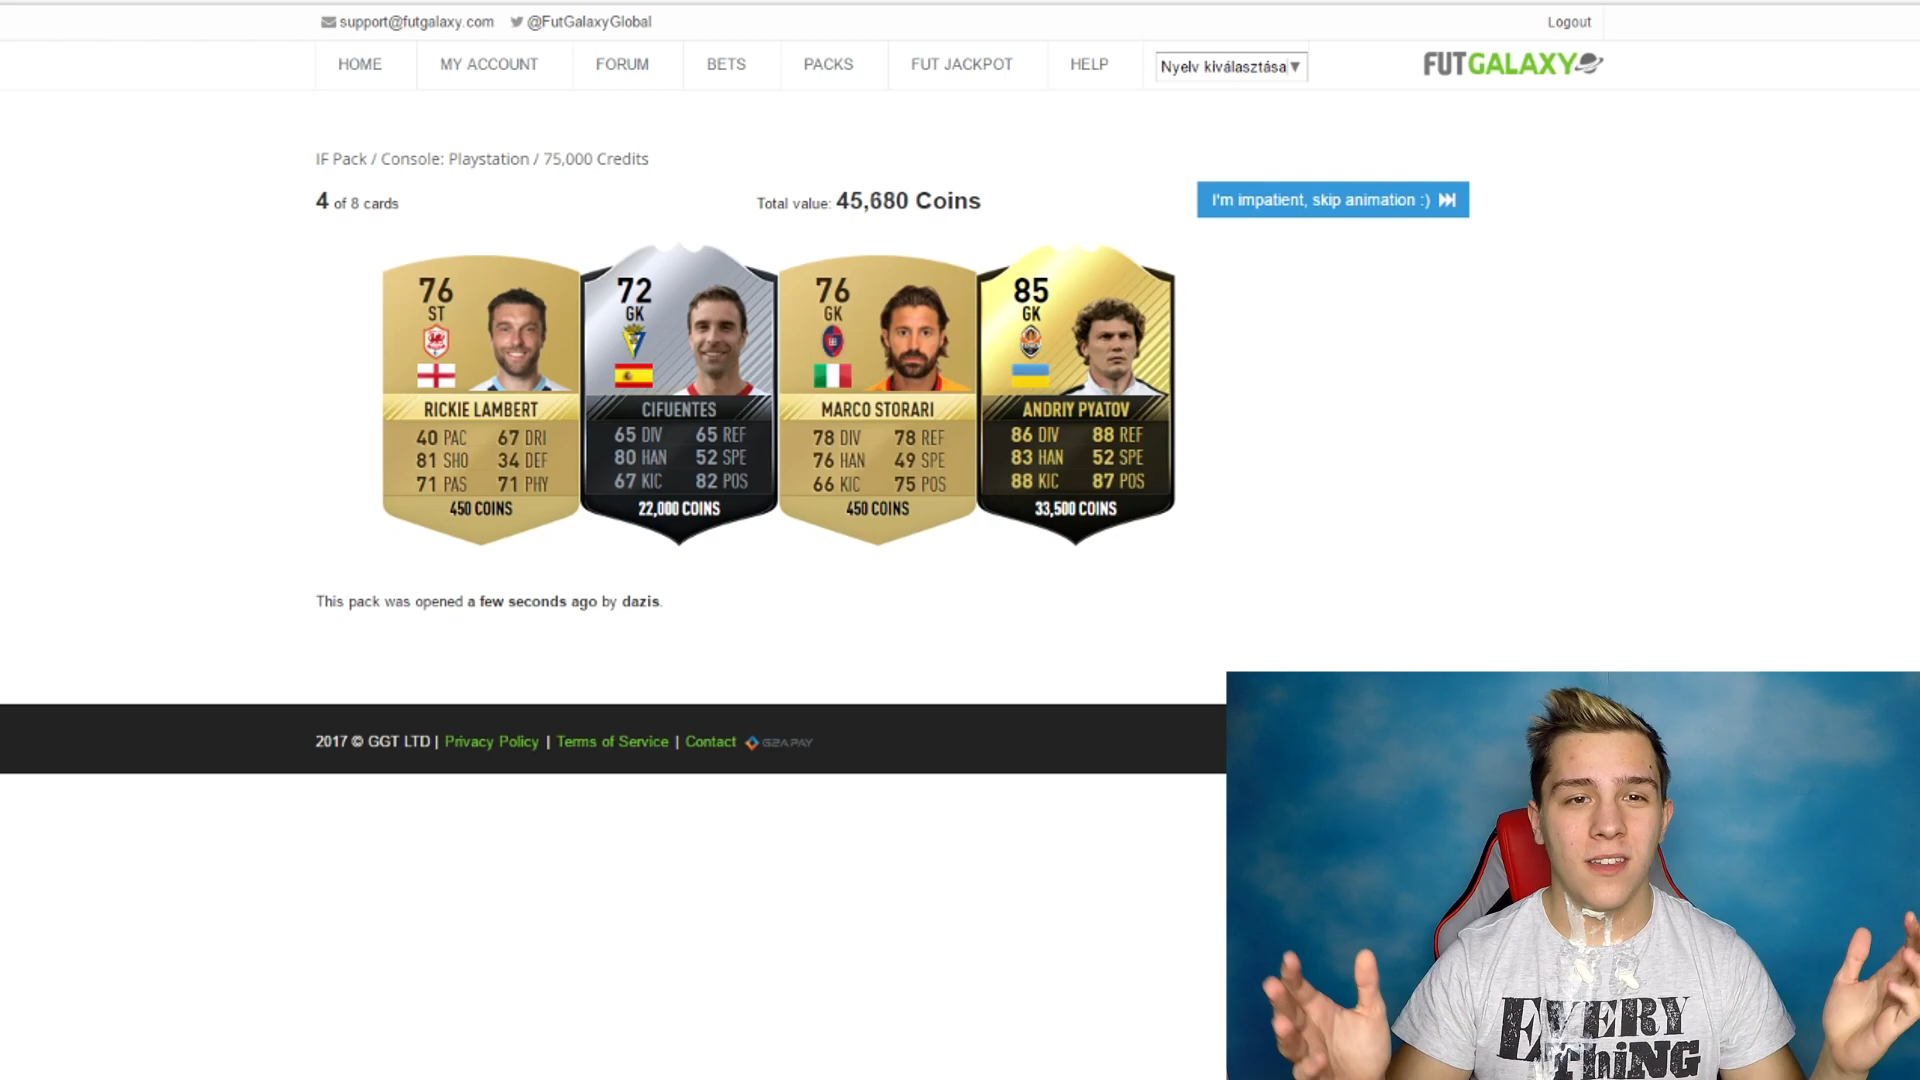 support@futgalaxy.com @FutGalaxyGlobal Logout
HOME MY ACCOUNT FORUM BETS PACKS FUT JACKPOT HELP Nyelv kiválasztása FUTGALAXY
IF Pack / Console: Playstation / 75,000 Credits
4 of 8 cards Total value: 45,680 Coins I'm impatient, skip animation :)
76
ST
RICKIE LAMBERT
40 PAC 67 DRI
81 SHO 34 DEF
71 PAS 71 PHY
450 COINS
72
GK
CIFUENTES
65 DIV 65 REF
80 HAN 52 SPE
67 KIC 82 POS
22,000 COINS
76
GK
MARCO STORARI
78 DIV 78 REF
76 HAN 49 SPE
66 KIC 75 POS
450 COINS
85
GK
ANDRIY PYATOV
86 DIV 88 REF
83 HAN 52 SPE
88 KIC 87 POS
33,500 COINS
This pack was opened a few seconds ago by dazis.
2017 © GGT LTD | Privacy Policy | Terms of Service | Contact G2A PAY
EVERY
THiNG